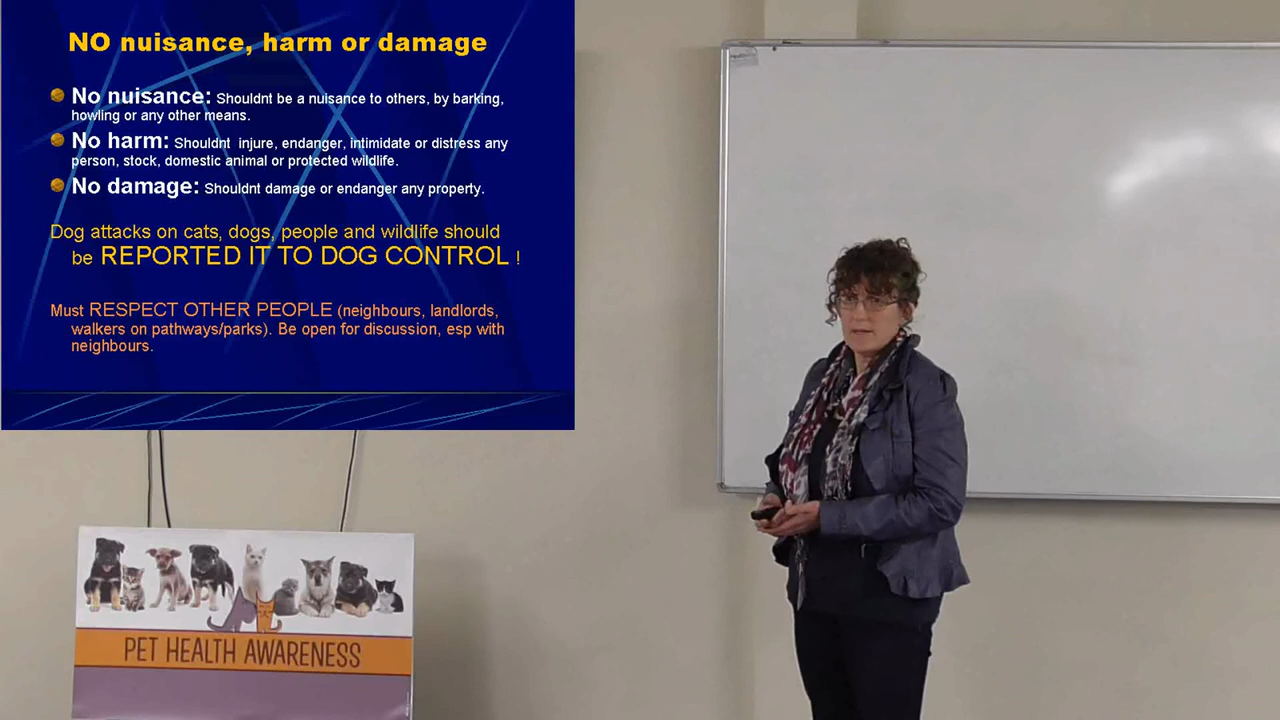 NO nuisance, harm or damage
No nuisance: Shouldnt be a nuisance to others, by barking,
howling or any other means.
No harm: Shouldnt injure, endanger, intimidate or distress any
person, stock, domestic animal or protected wildlife.
No damage: Shouldnt damage or endanger any property.
Dog attacks on cats, dogs, people and wildlife should
be REPORTED IT TO DOG CONTROL !
Must RESPECT OTHER PEOPLE (neighbours, landlords,
walkers on pathways/parks). Be open for discussion, esp with
neighbours.
PET HEALTH AWARENESS